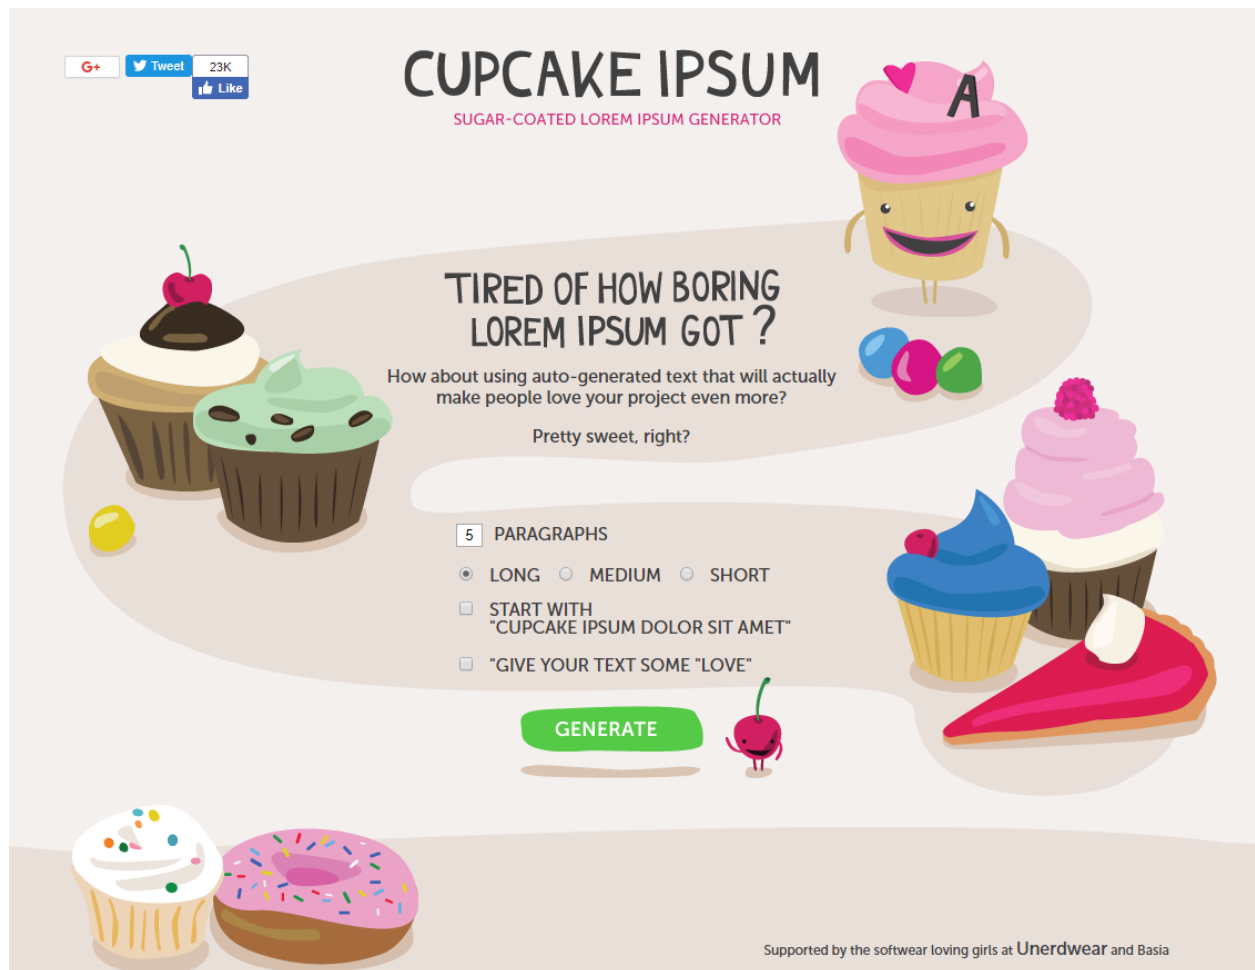 G+
Tweet
23K
Like
CUPCAKE IPSUM
SUGAR-COATED LOREM IPSUM GENERATOR
A
TIRED OF HOW BORING
LOREM IPSUM GOT ?
How about using auto-generated text that will actually
make people love your project even more?
Pretty sweet, right?
5 PARAGRAPHS
LONG MEDIUM SHORT
START WITH
"CUPCAKE IPSUM DOLOR SIT AMET"
"GIVE YOUR TEXT SOME "LOVE"
GENERATE
Supported by the softwear loving girls at Unerdwear and Basia